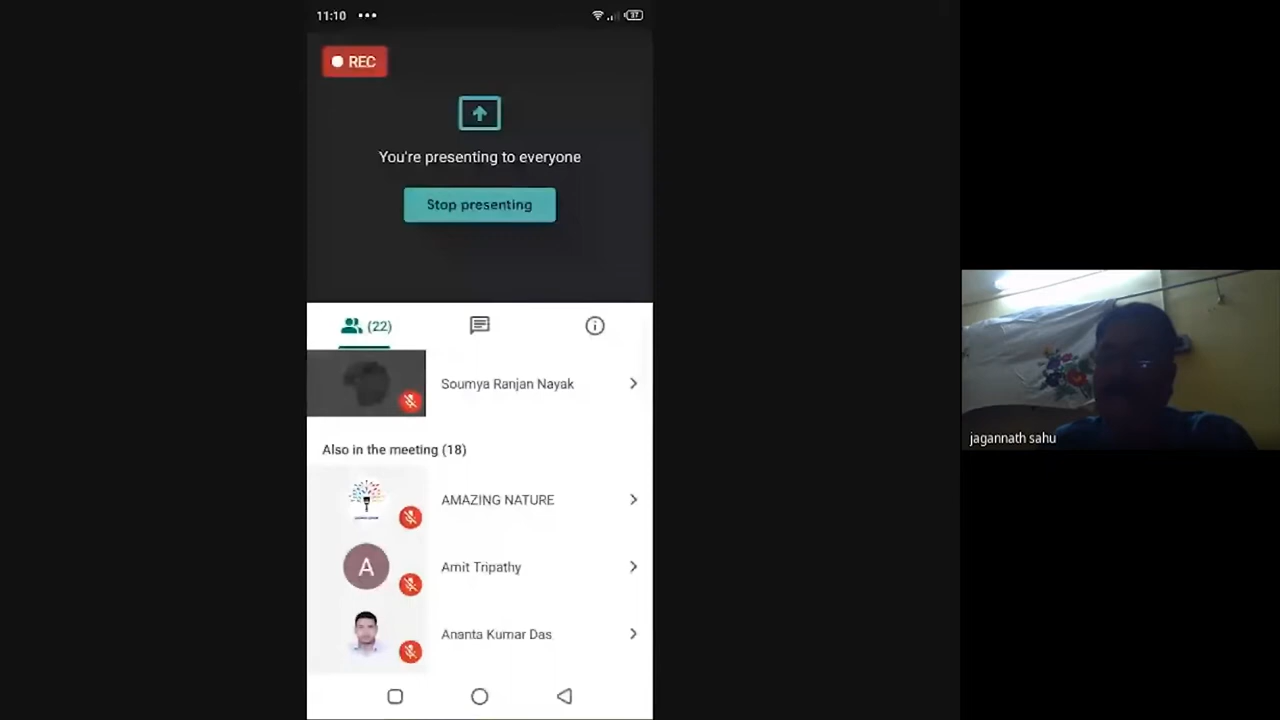 11:10
37
REC
You're presenting to everyone
Stop presenting
(22)
Soumya Ranjan Nayak
Also in the meeting (18)
AMAZING NATURE
A
Amit Tripathy
Ananta Kumar Das
jagannath sahu